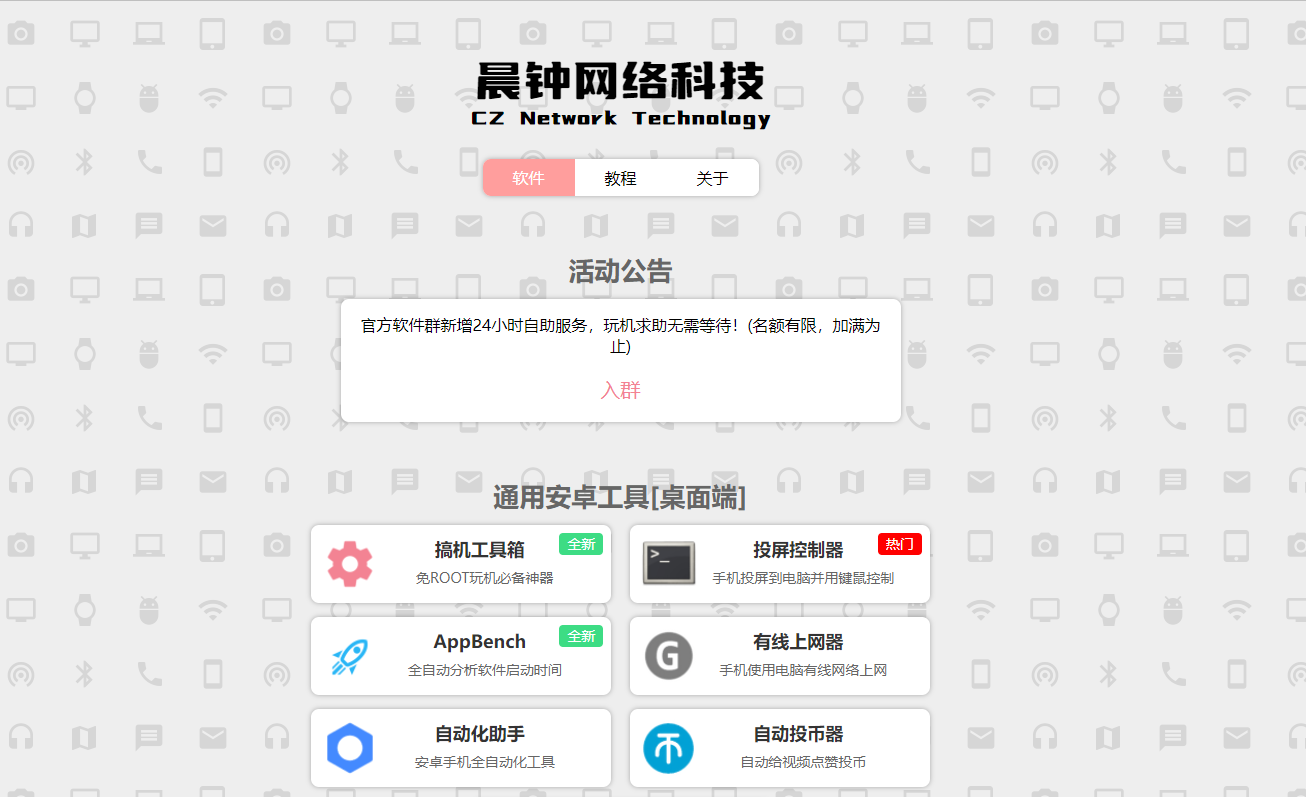 晨钟网络科技
CZ Network Technology
软件 教程 关于
活动公告
官方软件群新增24小时自助服务，玩机求助无需等待！(名额有限，加满为
止)
入群
通用安卓工具[桌面端]
搞机工具箱
全新
免ROOT玩机必备神器
投屏控制器
热门
手机投屏到电脑并用键鼠控制
AppBench
全新
全自动分析软件启动时间
G
有线上网器
手机使用电脑有线网络上网
自动化助手
安卓手机全自动化工具
自动投币器
自动给视频点赞投币